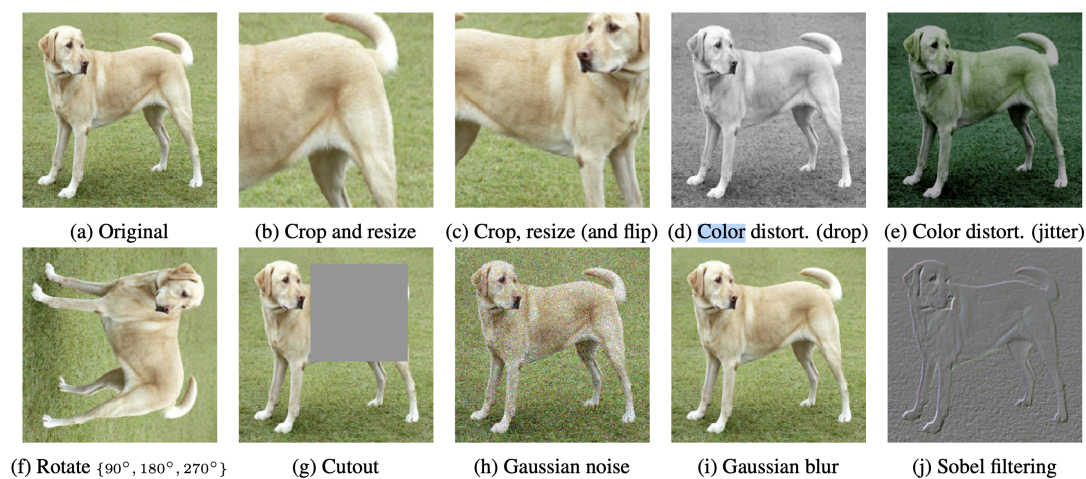 (a) Original
(b) Crop and resize
(c) Crop, resize (and flip)
(d) Color distort. (drop)
(e) Color distort. (jitter)
(f) Rotate {90°, 180°, 270°}
(g) Cutout
(h) Gaussian noise
(i) Gaussian blur
(j) Sobel filtering